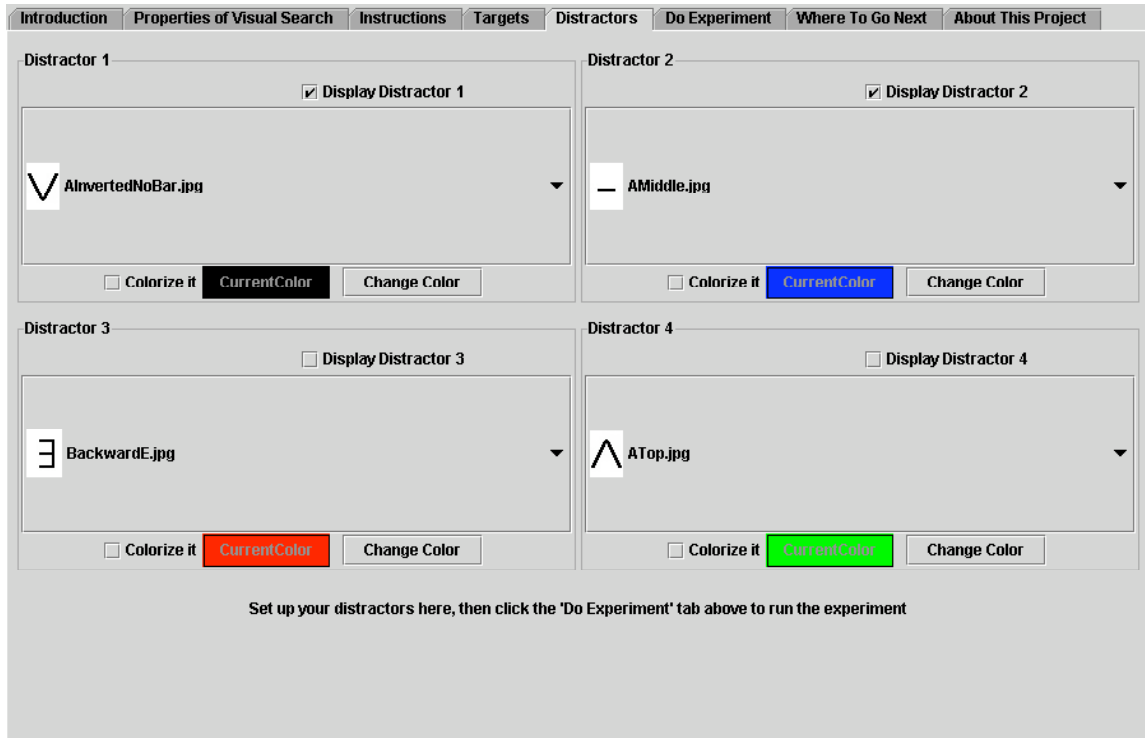 Introduction Properties of Visual Search Instructions Targets Distractors Do Experiment Where To Go Next About This Project
Distractor 1
Display Distractor 1
AInvertedNoBar.jpg
Colorize it CurrentColor Change Color
Distractor 2
Display Distractor 2
AMiddle.jpg
Colorize it CurrentColor Change Color
Distractor 3
Display Distractor 3
BackwardE.jpg
Colorize it CurrentColor Change Color
Distractor 4
Display Distractor 4
ATop.jpg
Colorize it CurrentColor Change Color
Set up your distractors here, then click the 'Do Experiment' tab above to run the experiment